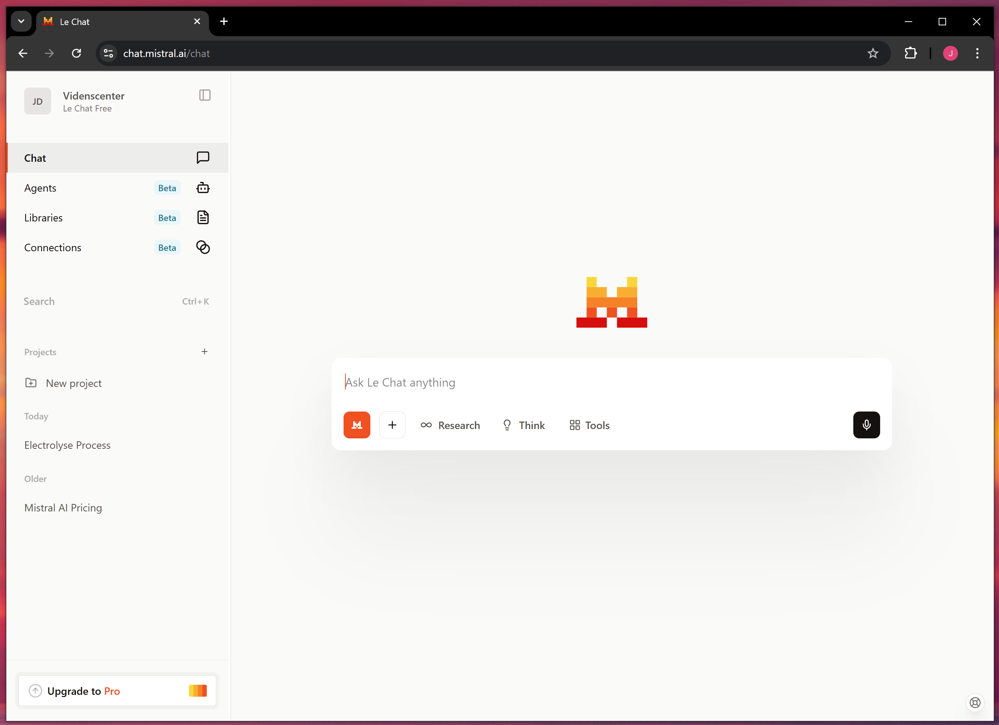 Le Chat
chat.mistral.ai/chat
J
JD
Videnscenter
Le Chat Free
Chat
Agents Beta
Libraries Beta
Connections Beta
Search Ctrl+K
Projects
New project
Today
Electrolyse Process
Older
Mistral AI Pricing
Upgrade to Pro
Ask Le Chat anything
Research Think Tools